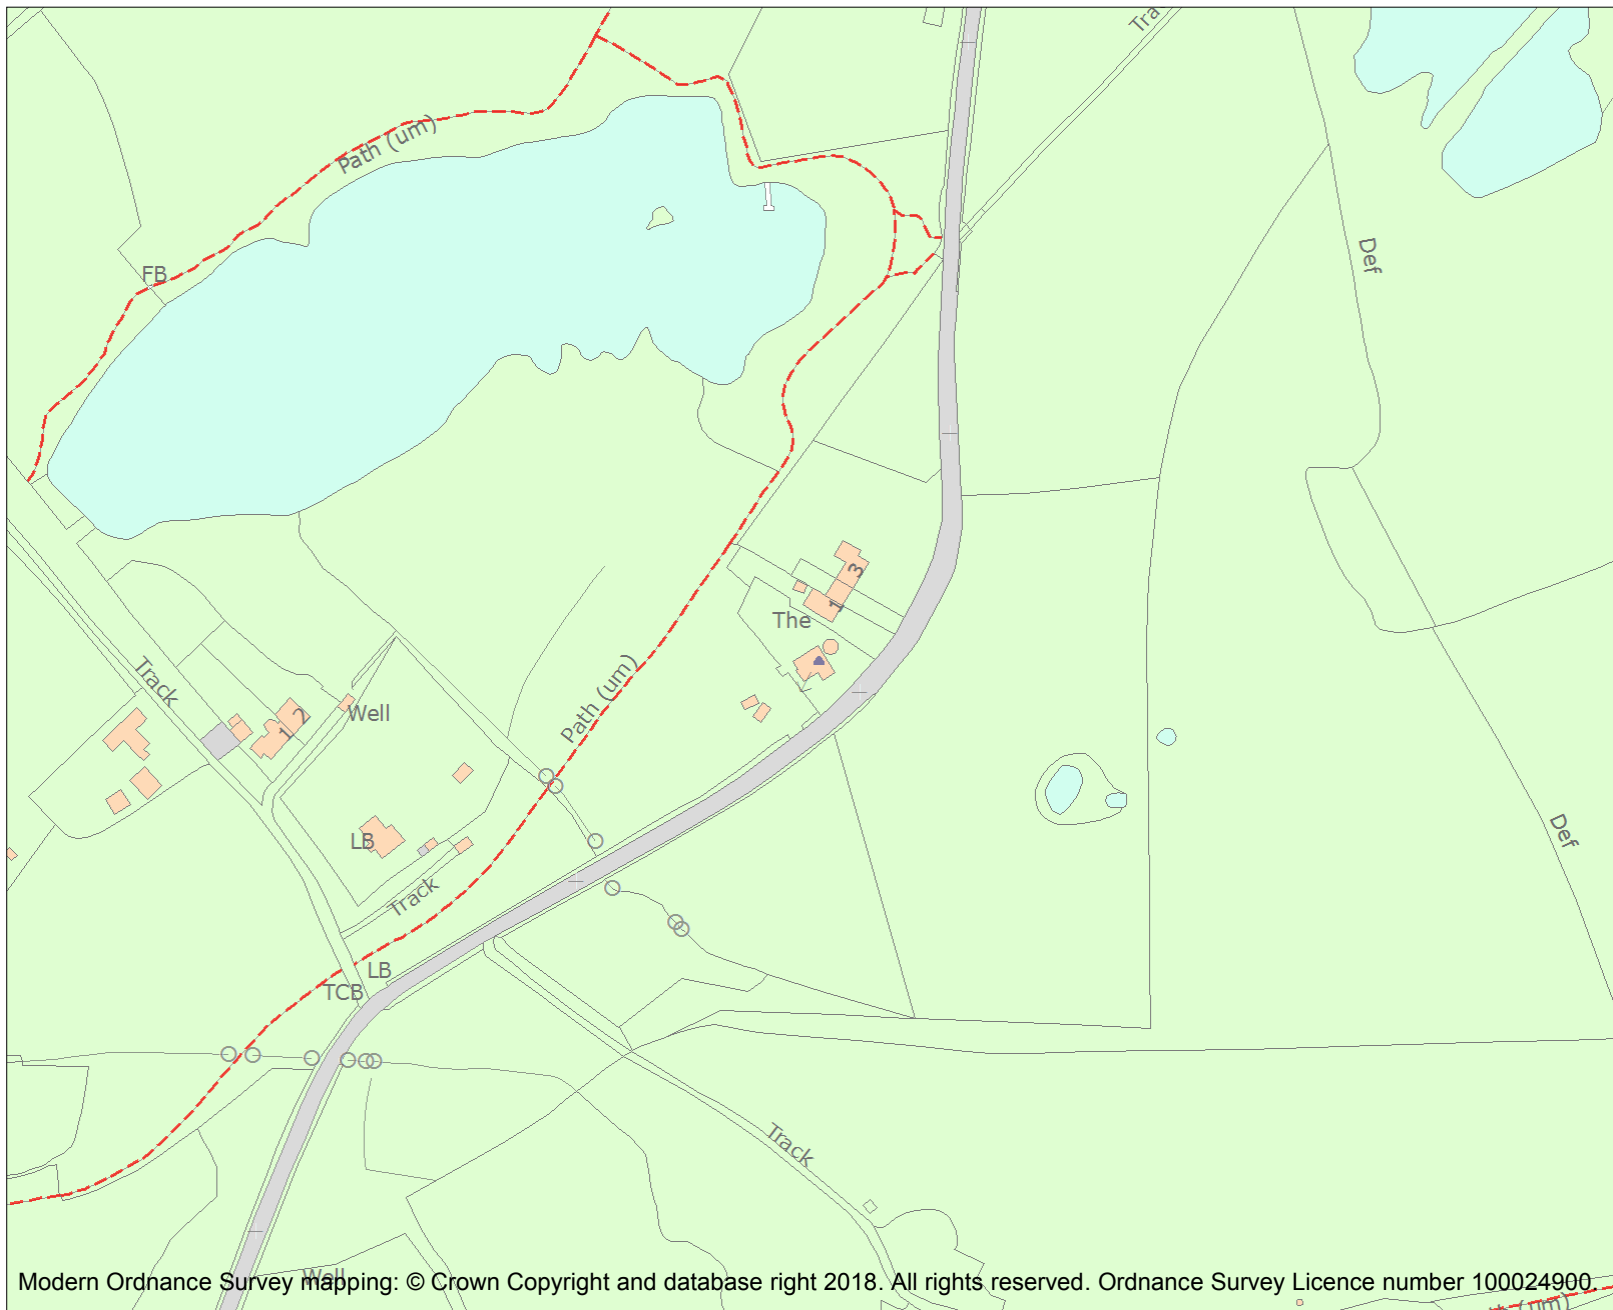 Tra
Path (um)
Def
FB
3
1
The
Path (um)
Track
Well
2
1
Def
LB
Track
LB
TCB
Track
Well
Modern Ordnance Survey mapping: © Crown Copyright and database right 2018. All rights reserved. Ordnance Survey Licence number 100024900.